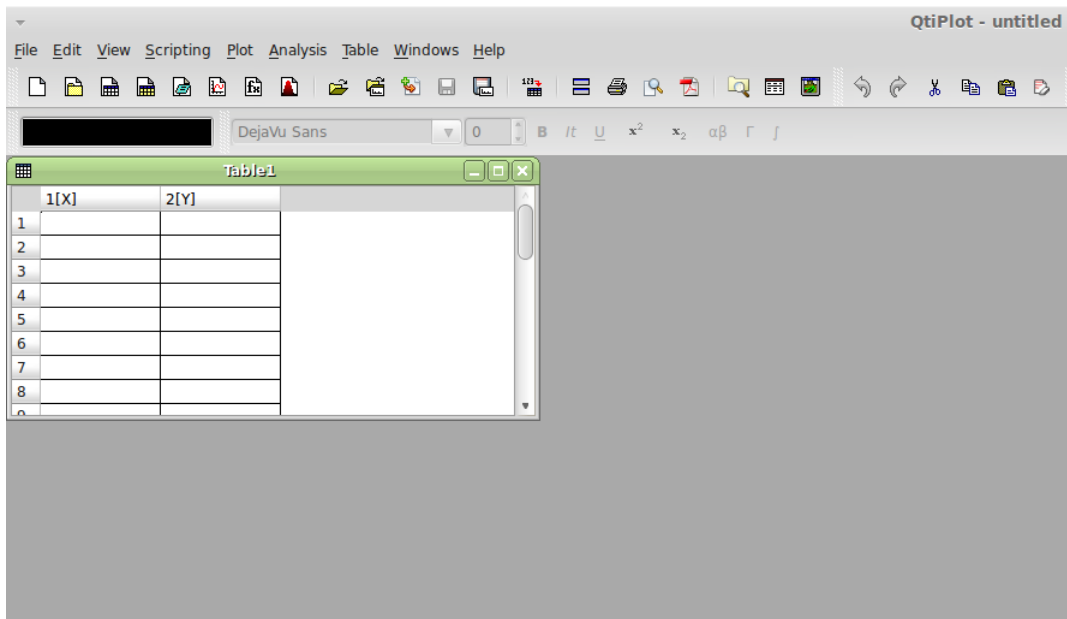 QtiPlot - untitled
File Edit View Scripting Plot Analysis Table Windows Help
DejaVu Sans 0 B It U x² x₂ αβ Γ ∫
Table1
1[X] 2[Y]
1
2
3
4
5
6
7
8
9